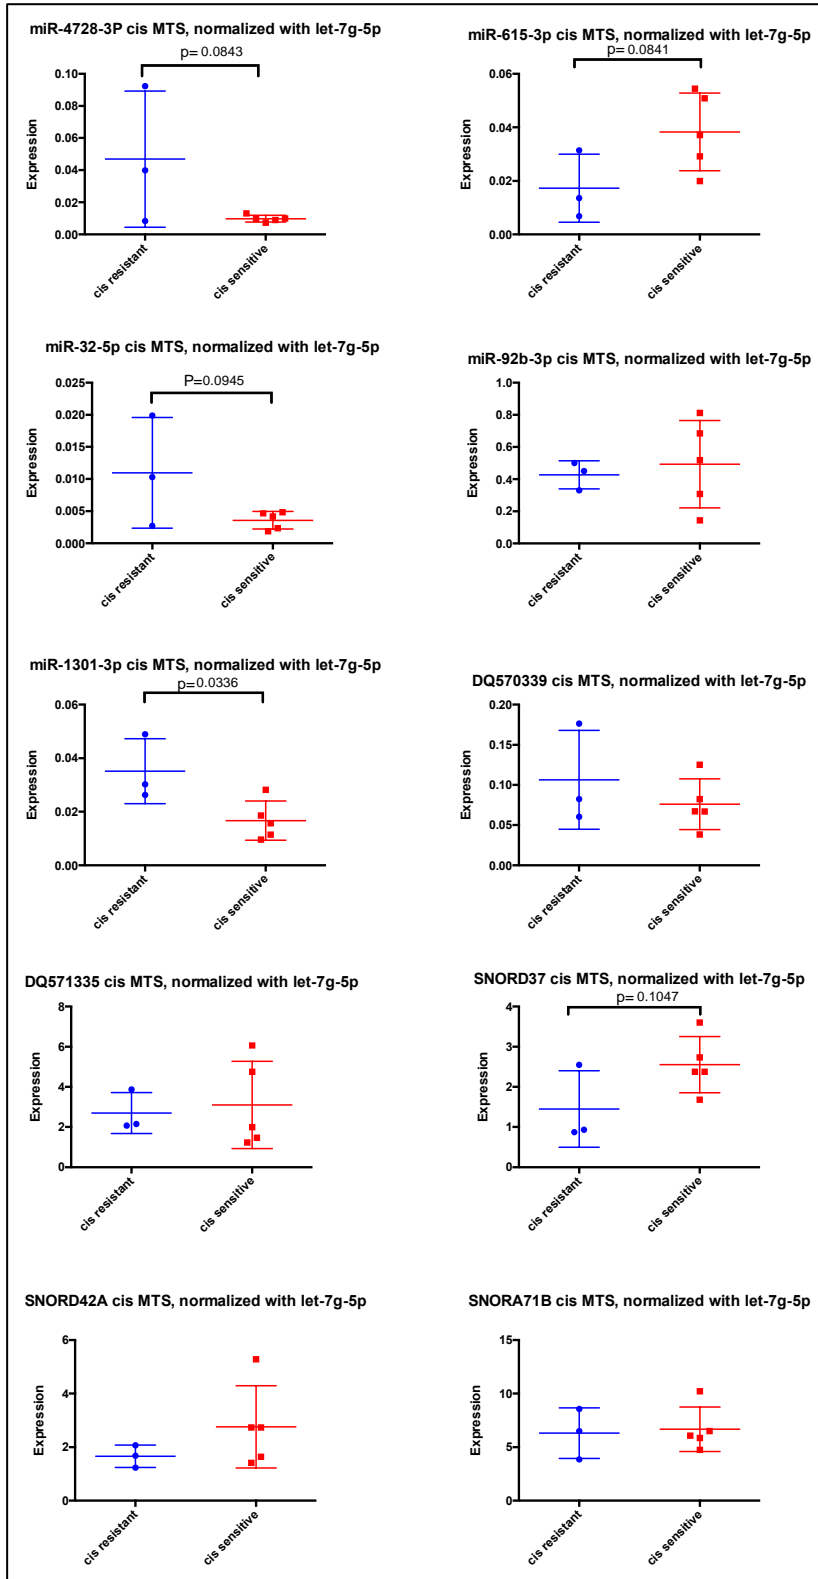 miR-4728-3P cis MTS, normalized with let-7g-5p
p= 0.0843
Expression
0.10
0.08
0.06
0.04
0.02
0.00
cis resistant
cis sensitive
miR-615-3p cis MTS, normalized with let-7g-5p
p= 0.0841
Expression
0.06
0.04
0.02
0.00
cis resistant
cis sensitive
miR-32-5p cis MTS, normalized with let-7g-5p
P=0.0945
Expression
0.025
0.020
0.015
0.010
0.005
0.000
cis resistant
cis sensitive
miR-92b-3p cis MTS, normalized with let-7g-5p
Expression
1.0
0.8
0.6
0.4
0.2
0.0
cis resistant
cis sensitive
miR-1301-3p cis MTS, normalized with let-7g-5p
p=0.0336
Expression
0.06
0.04
0.02
0.00
cis resistant
cis sensitive
DQ570339 cis MTS, normalized with let-7g-5p
Expression
0.20
0.15
0.10
0.05
0.00
cis resistant
cis sensitive
DQ571335 cis MTS, normalized with let-7g-5p
Expression
8
6
4
2
0
cis resistant
cis sensitive
SNORD37 cis MTS, normalized with let-7g-5p
p= 0.1047
Expression
4
3
2
1
0
cis resistant
cis sensitive
SNORD42A cis MTS, normalized with let-7g-5p
Expression
6
4
2
0
cis resistant
cis sensitive
SNORA71B cis MTS, normalized with let-7g-5p
Expression
15
10
5
0
cis resistant
cis sensitive